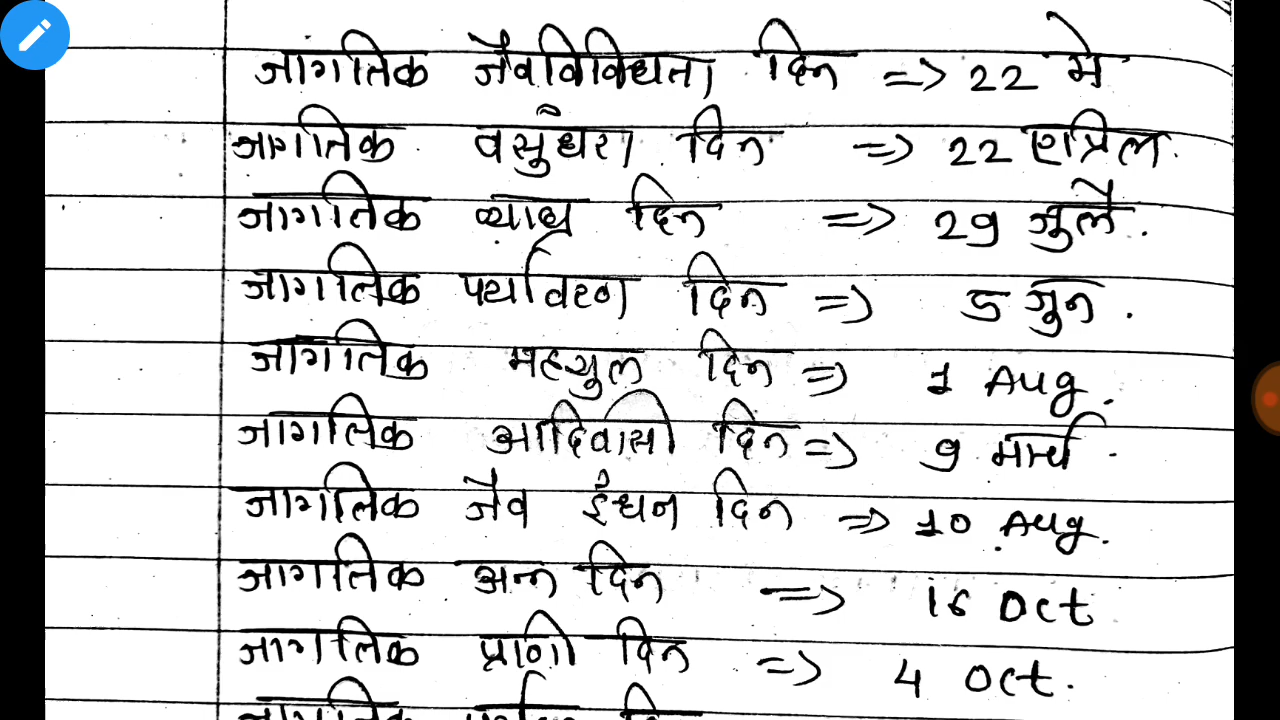 जागतिक जैवविविधता दिन => 22 मे
जागतिक वसुंधरा दिन => 22 एप्रिल.
जागतिक व्याघ्र दिन => 29 जुलै.
जागतिक पर्यावरण दिन => 5 जुन.
जागतिक महसुल दिन => 1 Aug.
जागतिक आदिवासी दिन => 9 मार्च.
जागतिक जैव इंधन दिन => 10 Aug.
जागतिक अन्न दिन => 16 Oct
जागतिक प्राणी दिन => 4 Oct.
जागतिक दिन